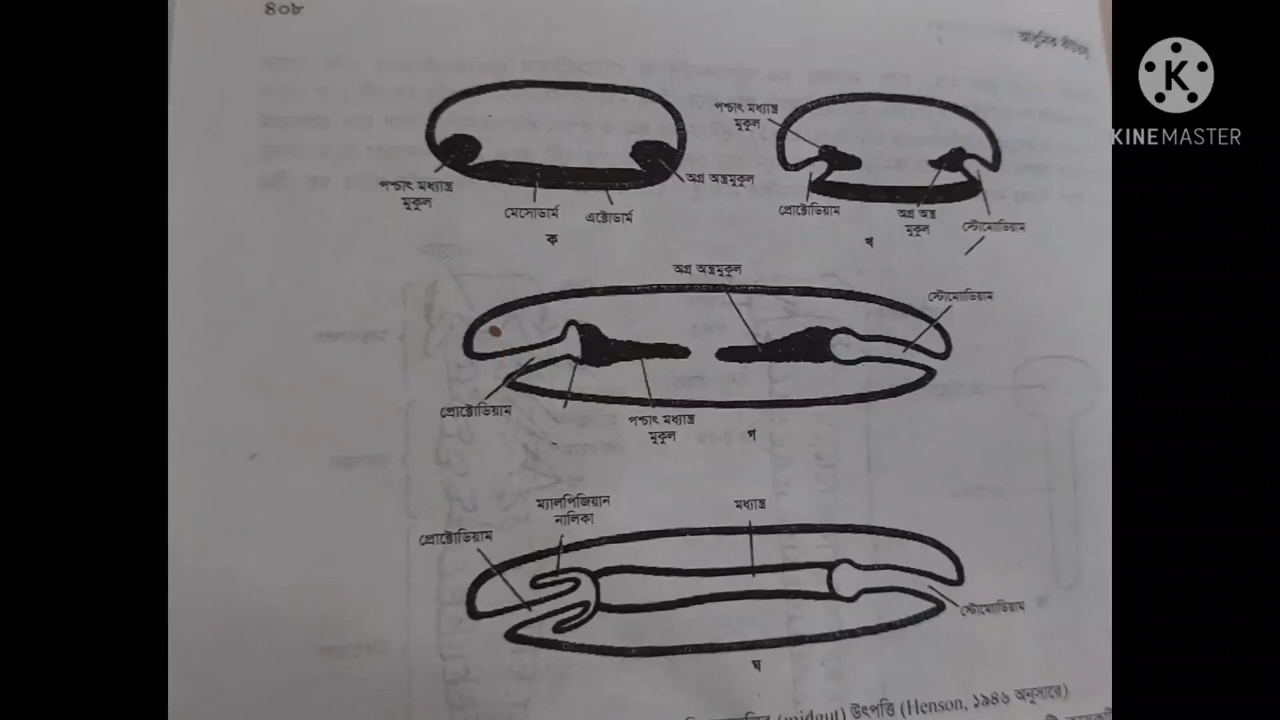 ৪০৮
আধুনিক
K
KINEMASTER
পশ্চাৎ মধ্যান্ত্র
মুকুল
মেসোডার্ম
এক্টোডার্ম
অগ্র অন্ত্রমুকুল
ক
পশ্চাৎ মধ্যান্ত্র
মুকুল
প্রোক্টোডিয়াম
অগ্র অন্ত্র
মুকুল
স্টোমোডিয়াম
খ
অগ্র অন্ত্রমুকুল
স্টোমোডিয়াম
প্রোক্টোডিয়াম
পশ্চাৎ মধ্যান্ত্র
মুকুল
গ
ম্যালপিজিয়ান
নালিকা
মধ্যান্ত্র
প্রোক্টোডিয়াম
স্টোমোডিয়াম
ঘ
(midgut) উৎপত্তি (Henson, ১৯৪৬ অনুসারে)